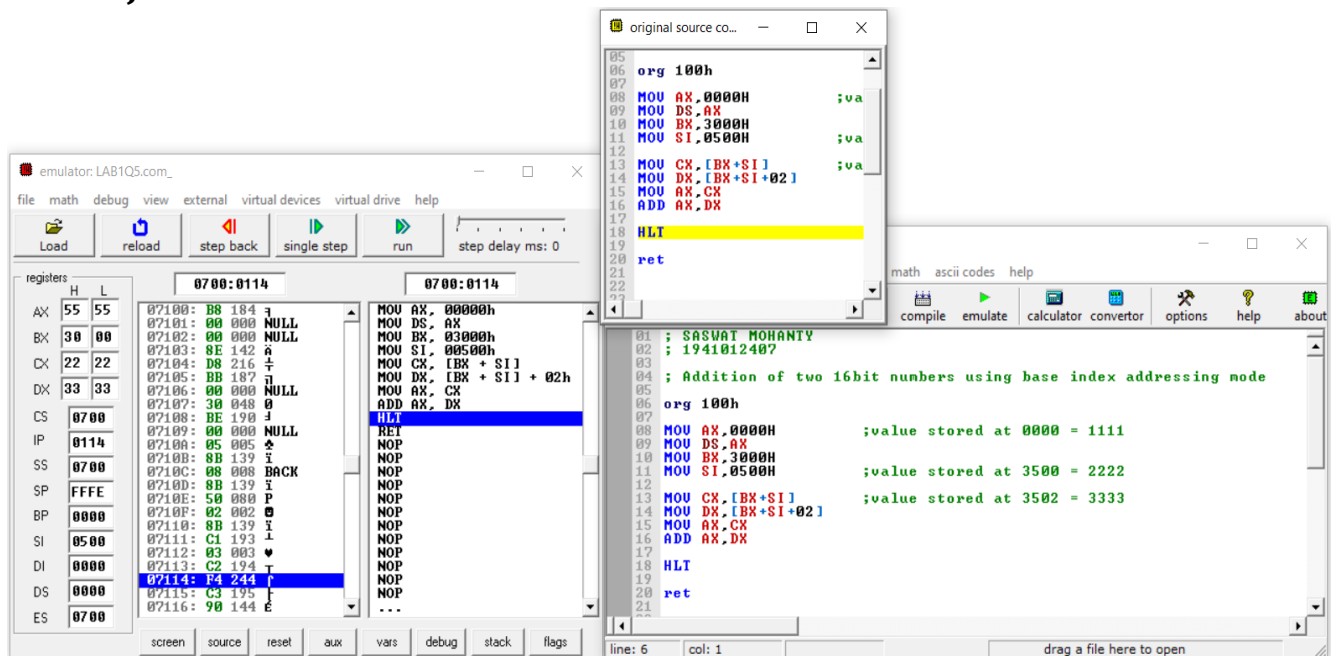 original source co...
05
06 org 100h
07
08 MOV AX,0000H ;va
09 MOV DS,AX
10 MOV BX,3000H
11 MOV SI,0500H ;va
12
13 MOV CX,[BX+SI] ;va
14 MOV DX,[BX+SI+02]
15 MOV AX,CX
16 ADD AX,DX
17
18 HLT
19
20 ret
21
22
emulator: LAB1Q5.com_
file math debug view external virtual devices virtual drive help
Load reload step back single step run step delay ms: 0
registers
H L
AX 55 55
BX 30 00
CX 22 22
DX 33 33
CS 0700
IP 0114
SS 0700
SP FFFE
BP 0000
SI 0500
DI 0000
DS 0000
ES 0700
0700:0114
07100: B8 184 ╕
07101: 00 000 NULL
07102: 00 000 NULL
07103: 8E 142 Ä
07104: D8 216 ╪
07105: BB 187 ╗
07106: 00 000 NULL
07107: 30 048 0
07108: BE 190 ╛
07109: 00 000 NULL
0710A: 05 005 ♣
0710B: 8B 139 ï
0710C: 08 008 BACK
0710D: 8B 139 ï
0710E: 50 080 P
0710F: 02 002 ☻
07110: 8B 139 ï
07111: C1 193 ┴
07112: 03 003 ♥
07113: C2 194 ┬
07114: F4 244 ⌠
07115: C3 195 ├
07116: 90 144 É
0700:0114
MOV AX, 00000h
MOV DS, AX
MOV BX, 03000h
MOV SI, 00500h
MOV CX, [BX + SI]
MOV DX, [BX + SI] + 02h
MOV AX, CX
ADD AX, DX
HLT
RET
NOP
NOP
NOP
NOP
NOP
NOP
NOP
NOP
NOP
NOP
NOP
NOP
...
screen source reset aux vars debug stack flags
math ascii codes help
compile emulate calculator convertor options help about
01 ; SASWAT MOHANTY
02 ; 1941012407
03
04 ; Addition of two 16bit numbers using base index addressing mode
05
06 org 100h
07
08 MOV AX,0000H ;value stored at 0000 = 1111
09 MOV DS,AX
10 MOV BX,3000H
11 MOV SI,0500H ;value stored at 3500 = 2222
12
13 MOV CX,[BX+SI] ;value stored at 3502 = 3333
14 MOV DX,[BX+SI+02]
15 MOV AX,CX
16 ADD AX,DX
17
18 HLT
19
20 ret
21
line: 6 col: 1 drag a file here to open